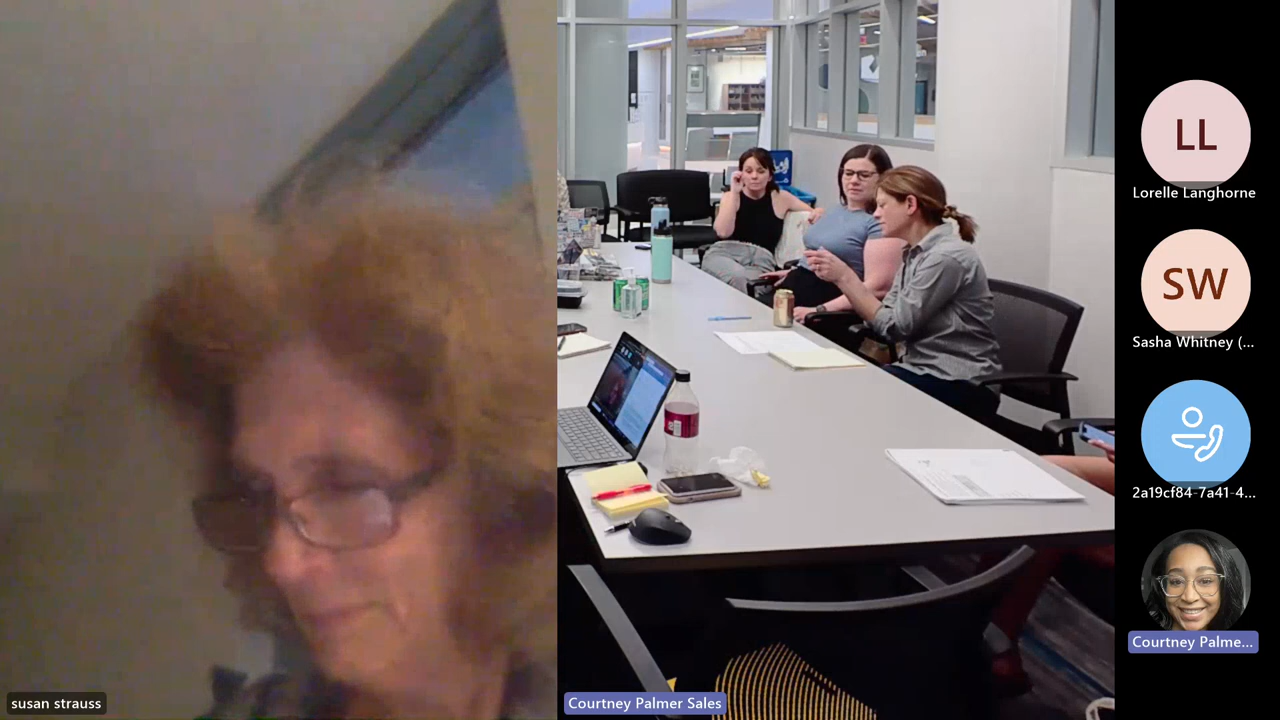 LL
Lorelle Langhorne
SW
Sasha Whitney (...
2a19cf84-7a41-4...
Courtney Palme...
susan strauss
Courtney Palmer Sales